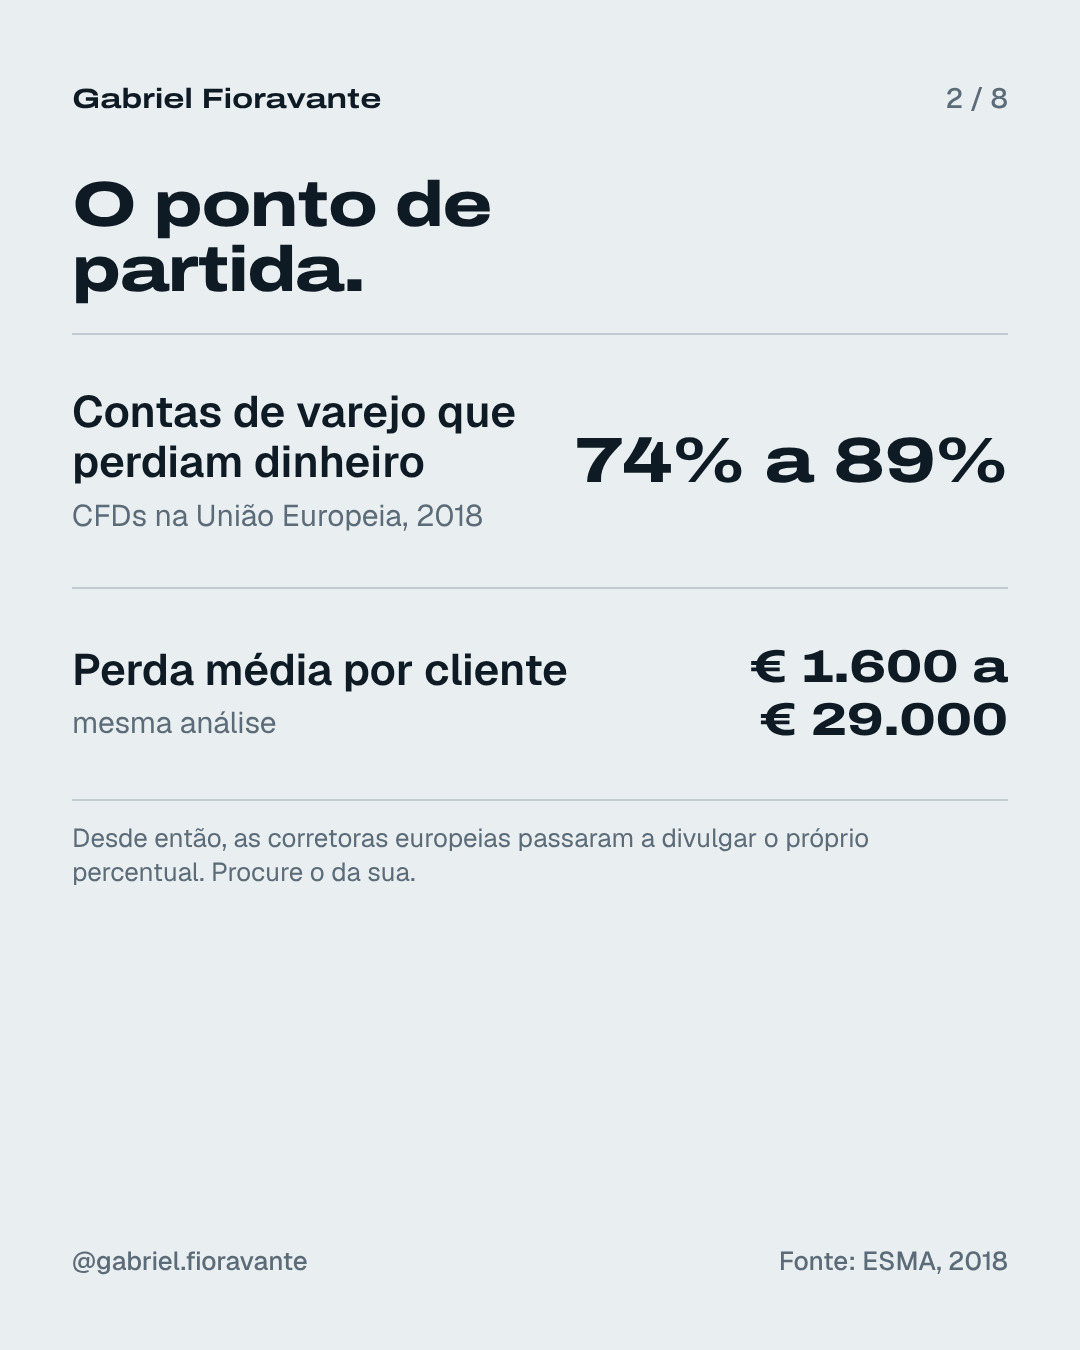 Gabriel Fioravante
2 / 8
O ponto de
partida.
Contas de varejo que
perdiam dinheiro
CFDs na União Europeia, 2018
74% a 89%
Perda média por cliente
mesma análise
€ 1.600 a
€ 29.000
Desde então, as corretoras europeias passaram a divulgar o próprio
percentual. Procure o da sua.
@gabriel.fioravante
Fonte: ESMA, 2018